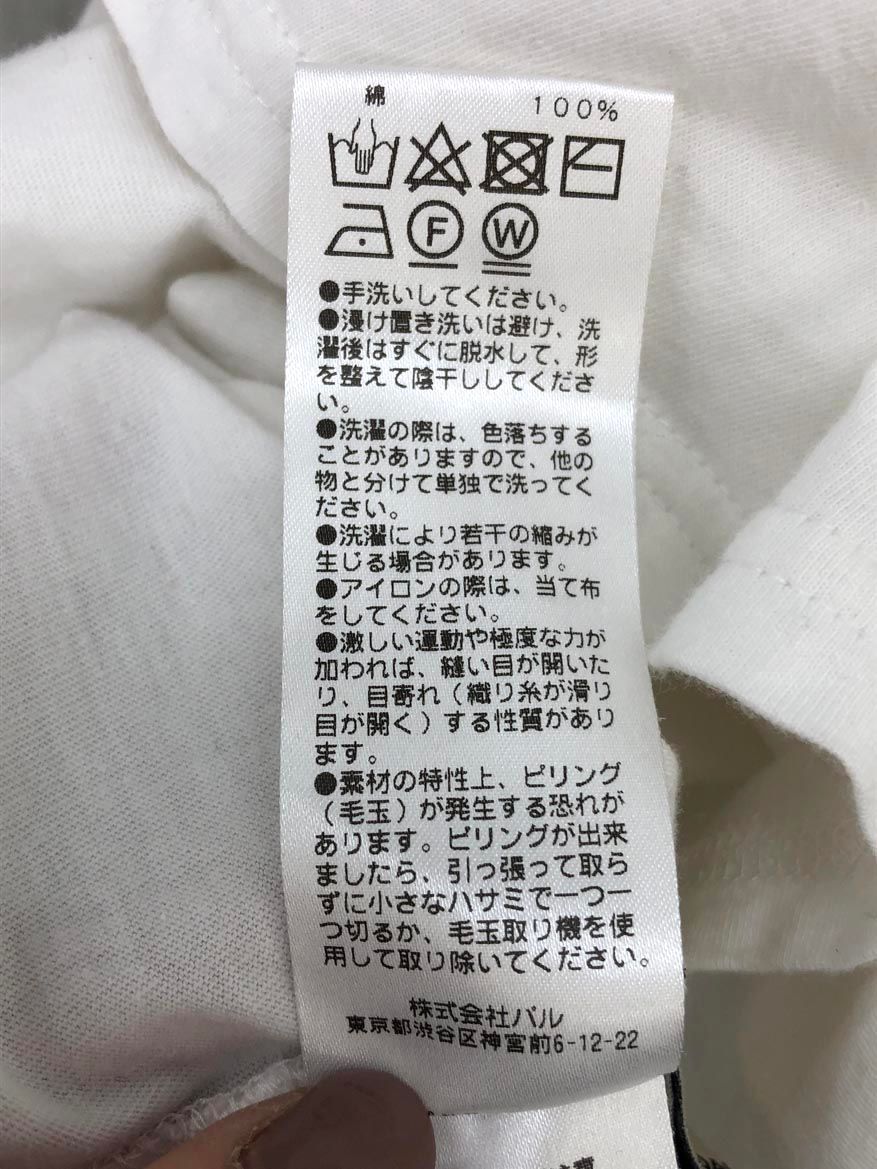 綿 100%
F W
●手洗いしてください。
●漫け置き洗いは避け、洗
濯後はすぐに脱水して、形
を整えて陰干ししてくださ
い。
●洗濯の際は、色落ちする
ことがありますので、他の
物と分けて単独で洗ってく
ださい。
●洗濯により若干の縮みが
生じる場合があります。
●アイロンの際は、当て布
をしてください。
●激しい運動や極度な力が
加われば、縫い目が開いた
り、目寄れ(織り糸が滑り
目が開く)する性質があり
ます。
●素材の特性上、ピリング
(毛玉)が発生する恐れが
あります。ピリングが出来
ましたら、引っ張って取ら
ずに小さなハサミで一つ一
つ切るか、毛玉取り機を使
用して取り除いてください。
株式会社パル
東京都渋谷区神宮前6-12-22